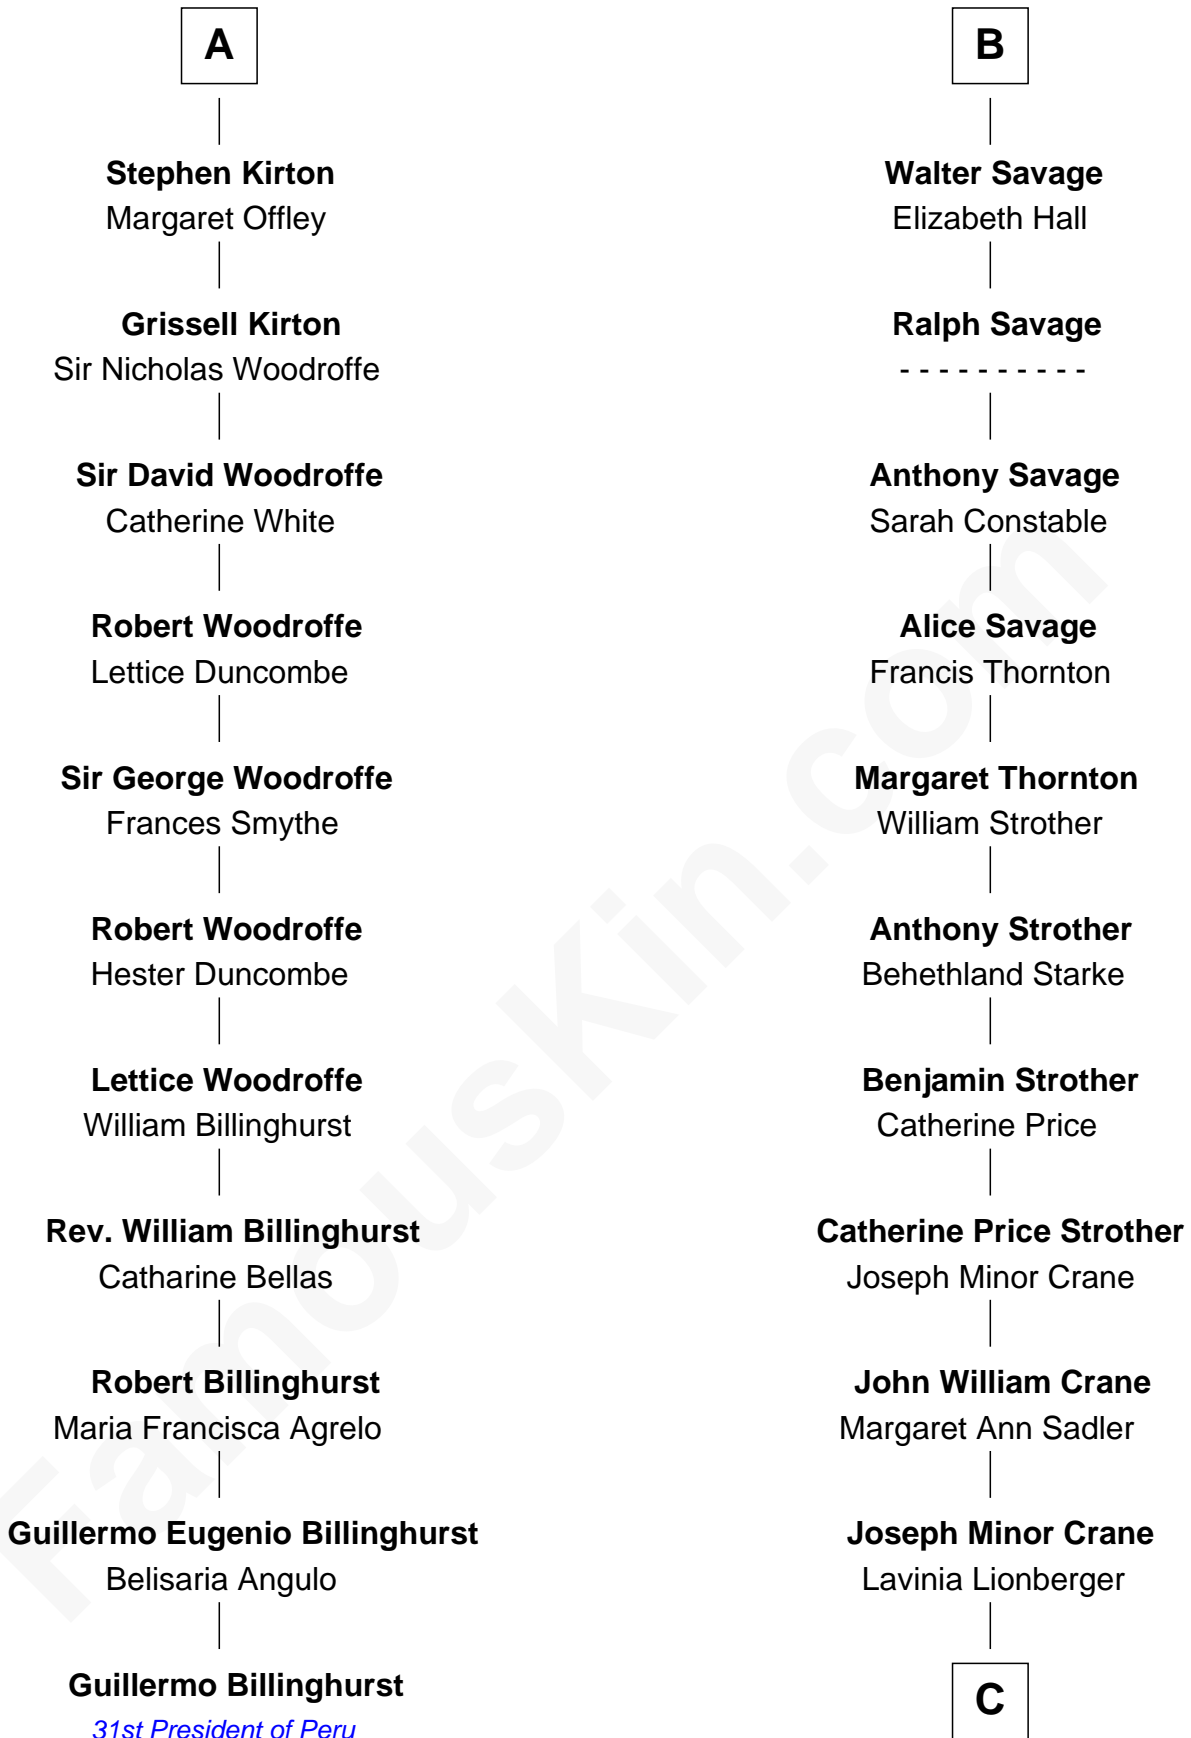 A
Stephen Kirton
Margaret Offley
Grissell Kirton
Sir Nicholas Woodroffe
Sir David Woodroffe
Catherine White
Robert Woodroffe
Lettice Duncombe
Sir George Woodroffe
Frances Smythe
Robert Woodroffe
Hester Duncombe
Lettice Woodroffe
William Billinghurst
Rev. William Billinghurst
Catharine Bellas
Robert Billinghurst
Maria Francisca Agrelo
Guillermo Eugenio Billinghurst
Belisaria Angulo
Guillermo Billinghurst
31st President of Peru
B
Walter Savage
Elizabeth Hall
Ralph Savage
- - - - - - - - - -
Anthony Savage
Sarah Constable
Alice Savage
Francis Thornton
Margaret Thornton
William Strother
Anthony Strother
Behethland Starke
Benjamin Strother
Catherine Price
Catherine Price Strother
Joseph Minor Crane
John William Crane
Margaret Ann Sadler
Joseph Minor Crane
Lavinia Lionberger
C
FamousKin.com